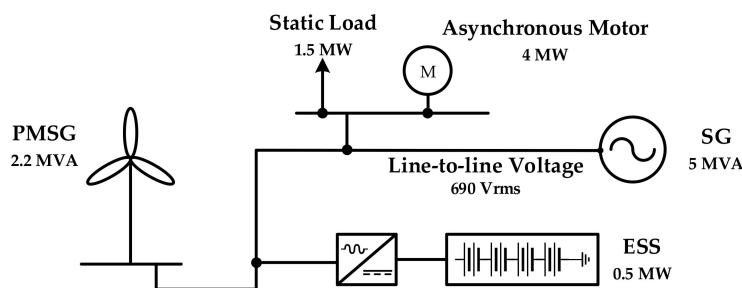 Static Load
1.5 MW
Asynchronous Motor
4 MW
M
PMSG
2.2 MVA
SG
5 MVA
Line-to-line Voltage
690 Vrms
ESS
0.5 MW